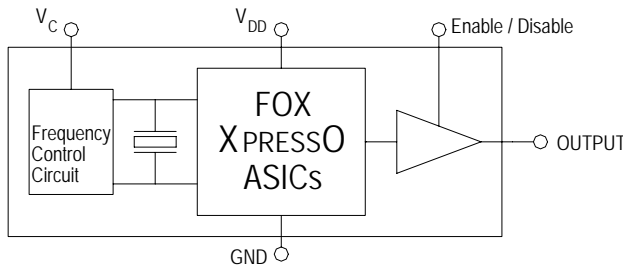 VC
VDD
Enable / Disable
Frequency
Control
Circuit
FOX
XPRESSO
ASICs
OUTPUT
GND